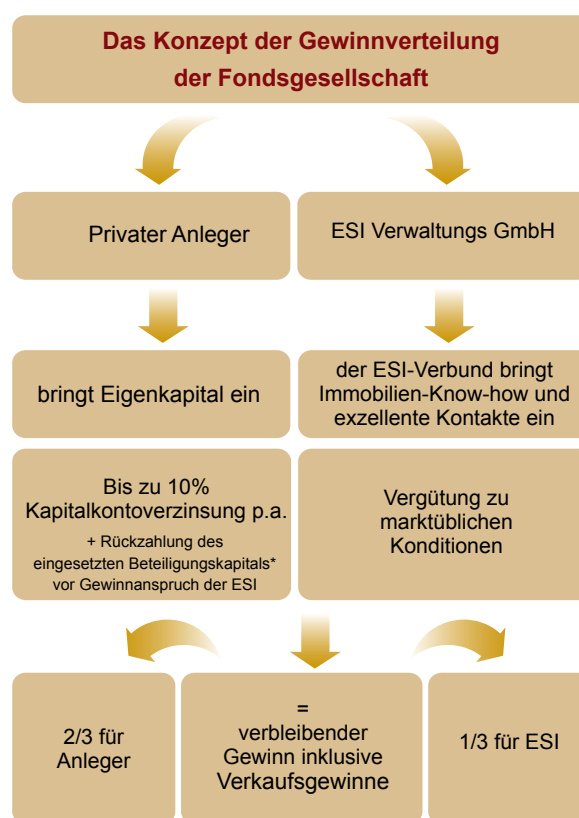 Das Konzept der Gewinnverteilung
der Fondsgesellschaft
Privater Anleger
ESI Verwaltungs GmbH
bringt Eigenkapital ein
der ESI-Verbund bringt
Immobilien-Know-how und
exzellente Kontakte ein
Bis zu 10%
Kapitalkontoverzinsung p.a.
+ Rückzahlung des
eingesetzten Beteiligungskapitals*
vor Gewinnanspruch der ESI
Vergütung zu
marktüblichen
Konditionen
2/3 für
Anleger
=
verbleibender
Gewinn inklusive
Verkaufsgewinne
1/3 für ESI